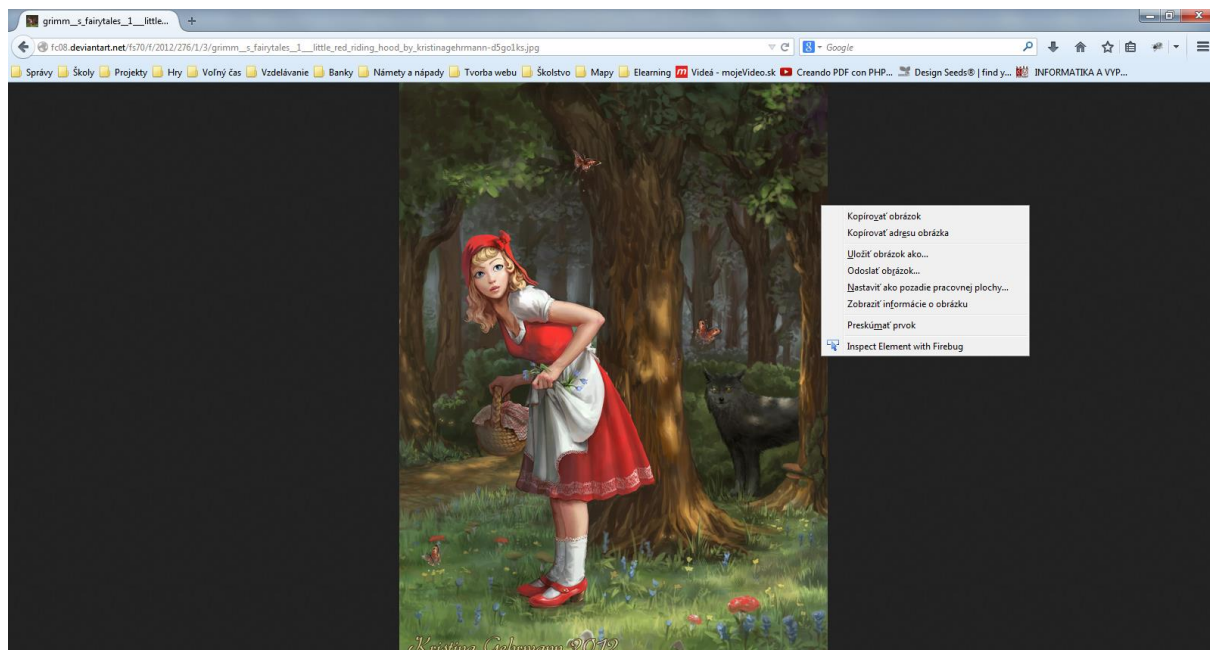 grimm__s_fairytales_1__little... +
fc08.deviantart.net/fs70/f/2012/276/1/3/grimm__s_fairytales__1___little_red_riding_hood_by_kristinagehrmann-d5go1ks.jpg Google
Správy Školy Projekty Hry Voľný čas Vzdelávanie Banky Námety a nápady Tvorba webu Školstvo Mapy Elearning Videá - mojeVideo.sk Creando PDF con PHP... Design Seeds® | find y... INFORMATIKA A VYP...
Kopírovať obrázok
Kopírovať adresu obrázka
Uložiť obrázok ako...
Odoslať obrázok...
Nastaviť ako pozadie pracovnej plochy...
Zobraziť informácie o obrázku
Preskúmať prvok
Inspect Element with Firebug
Kristina Gehrmann 2012